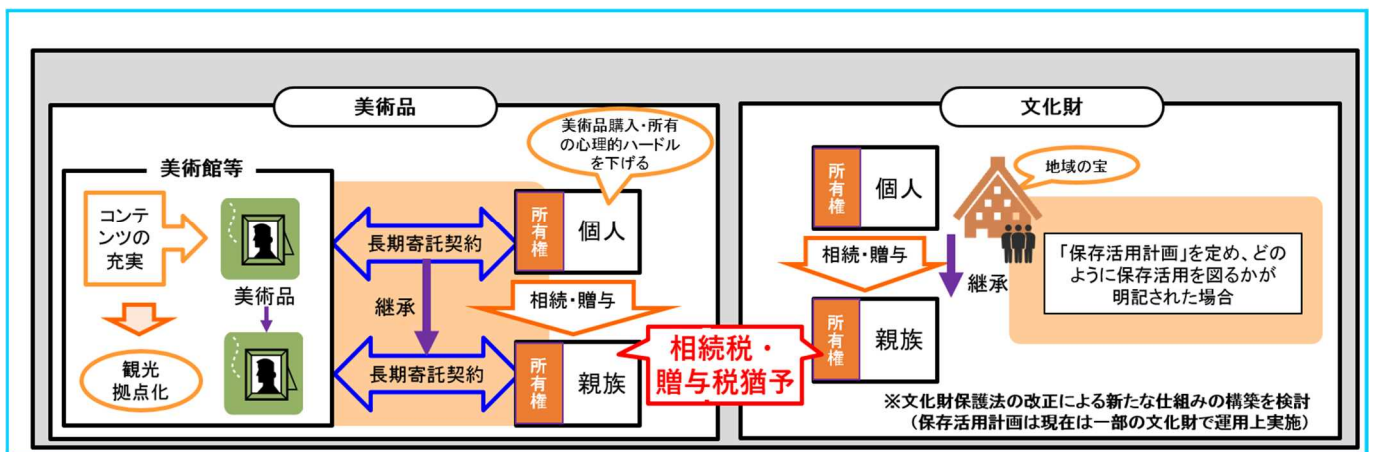 美術品
美術館等
コンテ
ンツの
充実
美術品
観光
拠点化
長期寄託契約
継承
長期寄託契約
美術品購入・所有
の心理的ハードル
を下げる
所有権
個人
相続・贈与
所有権
親族
相続税・
贈与税猶予
文化財
所有権
個人
地域の宝
相続・贈与
継承
「保存活用計画」を定め、どの
ように保存活用を図るかが
明記された場合
所有権
親族
※文化財保護法の改正による新たな仕組みの構築を検討
（保存活用計画は現在は一部の文化財で運用上実施）